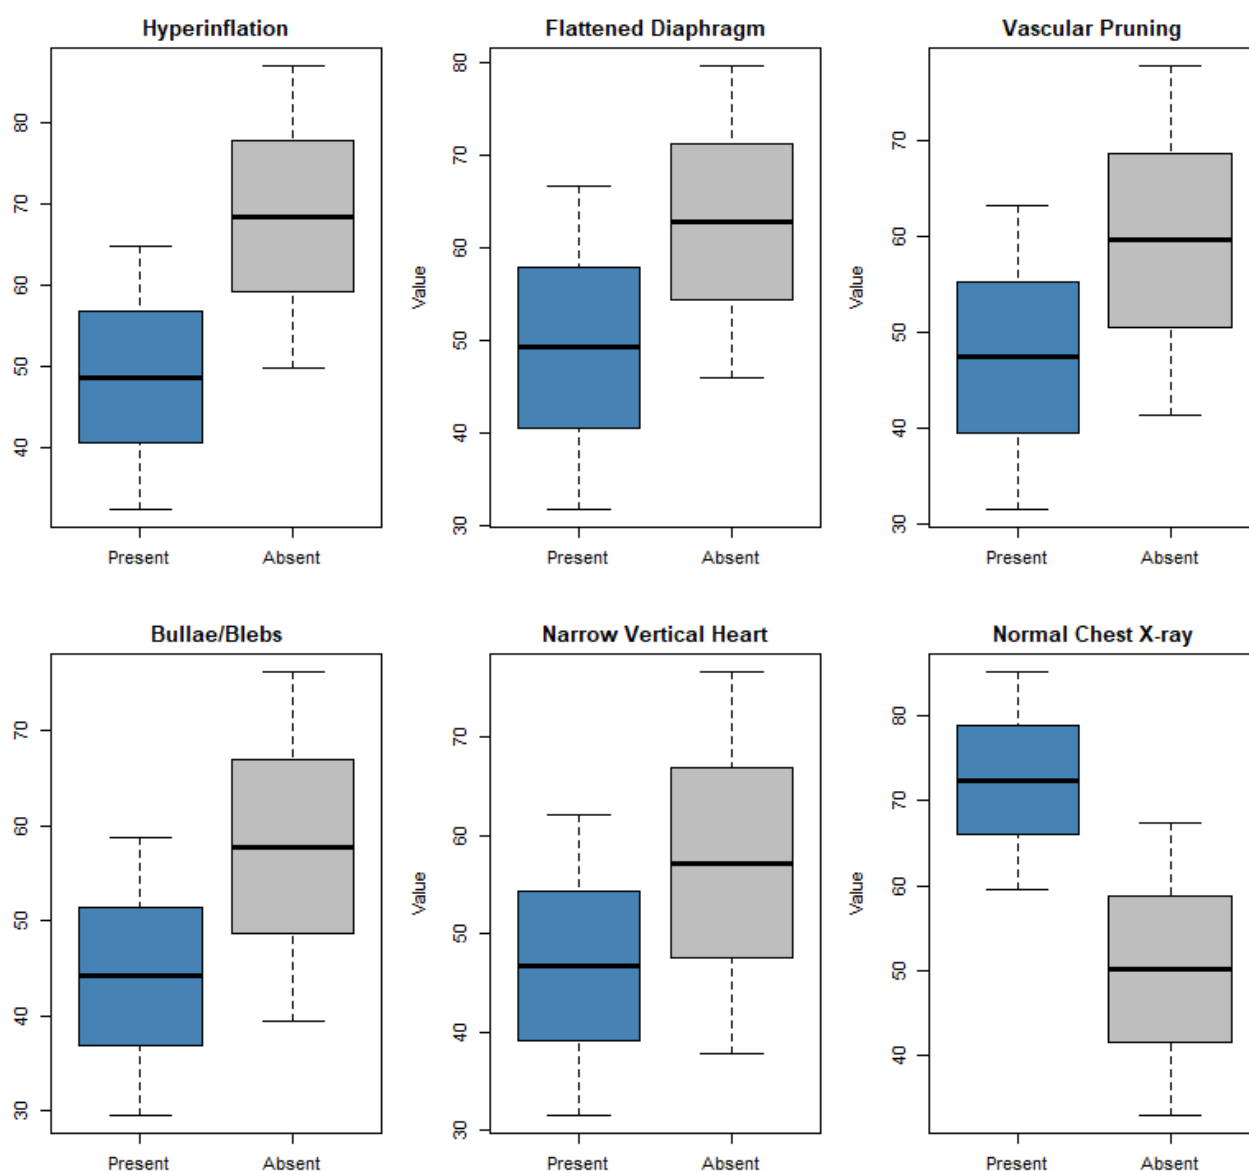 Hyperinflation
80
70
60
50
40
Present Absent
Flattened Diaphragm
Value
80
70
60
50
40
30
Present Absent
Vascular Pruning
Value
70
60
50
40
30
Present Absent
Bullae/Blebs
70
60
50
40
30
Present Absent
Narrow Vertical Heart
Value
70
60
50
40
30
Present Absent
Normal Chest X-ray
Value
80
70
60
50
40
Present Absent